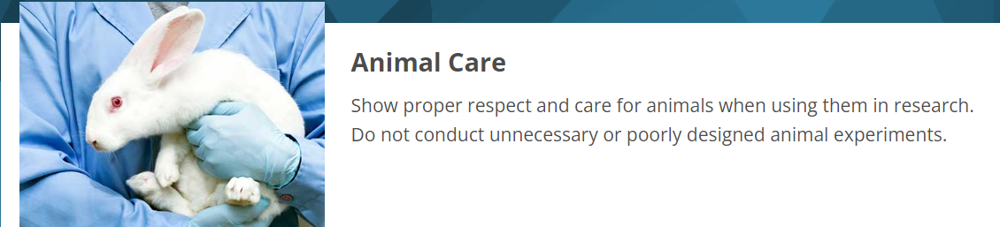 Animal Care
Show proper respect and care for animals when using them in research.
Do not conduct unnecessary or poorly designed animal experiments.